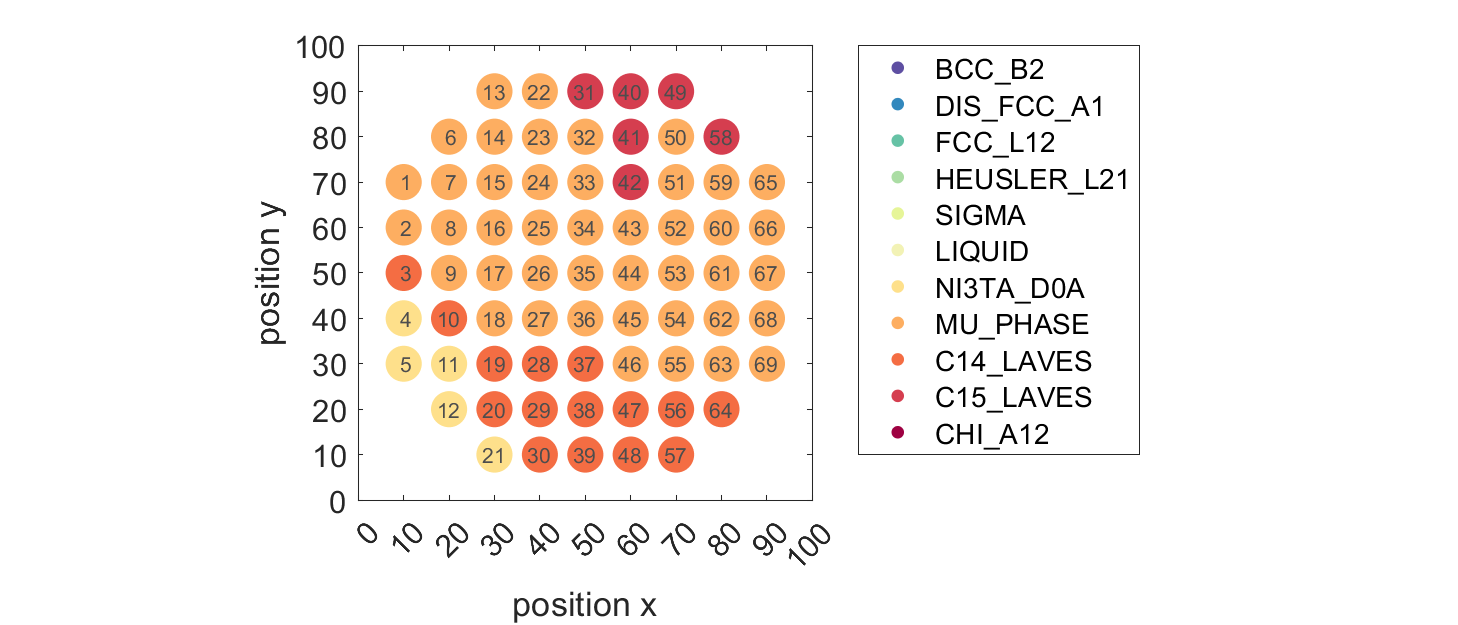 100
90
80
70
60
50
40
30
20
10
0
position y
13 22 31 40 49
6 14 23 32 41 50 58
1 7 15 24 33 42 51 59 65
2 8 16 25 34 43 52 60 66
3 9 17 26 35 44 53 61 67
4 10 18 27 36 45 54 62 68
5 11 19 28 37 46 55 63 69
12 20 29 38 47 56 64
21 30 39 48 57
0 10 20 30 40 50 60 70 80 90 100
position x
BCC_B2
DIS_FCC_A1
FCC_L12
HEUSLER_L21
SIGMA
LIQUID
NI3TA_D0A
MU_PHASE
C14_LAVES
C15_LAVES
CHI_A12